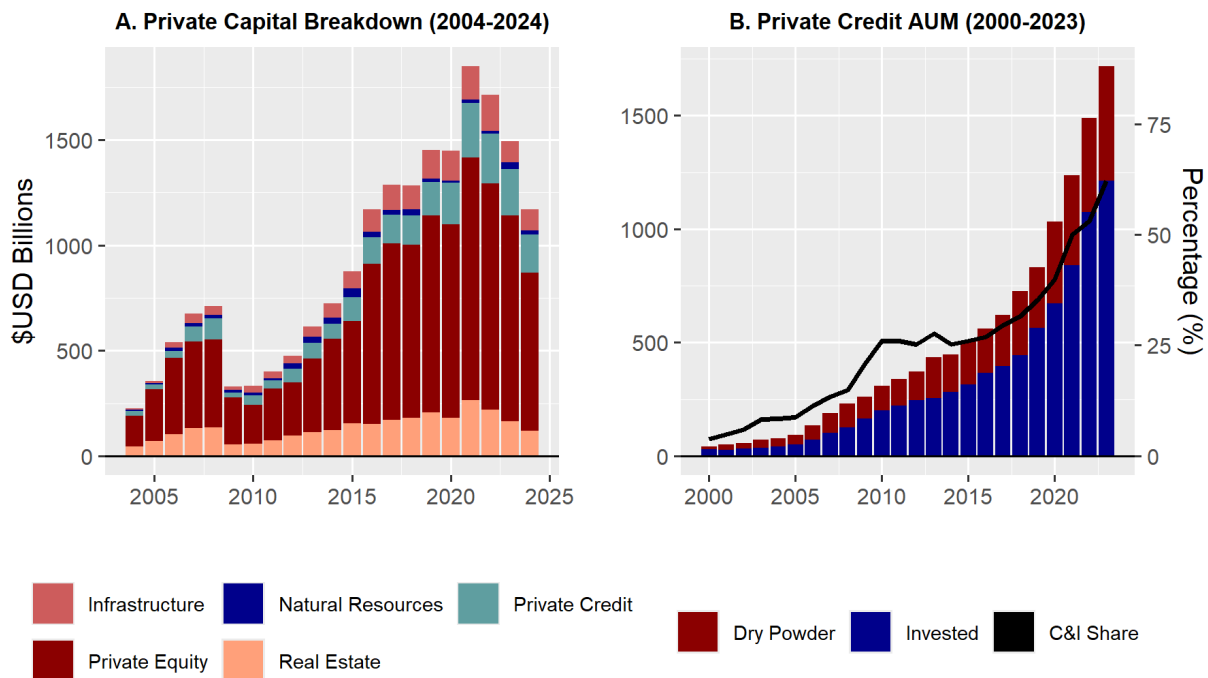 A. Private Capital Breakdown (2004-2024)
$USD Billions
1500
1000
500
0
2005
2010
2015
2020
2025
Infrastructure
Natural Resources
Private Credit
Private Equity
Real Estate
B. Private Credit AUM (2000-2023)
1500
1000
500
0
75
50
25
0
Percentage (%)
2000
2005
2010
2015
2020
Dry Powder
Invested
C&I Share